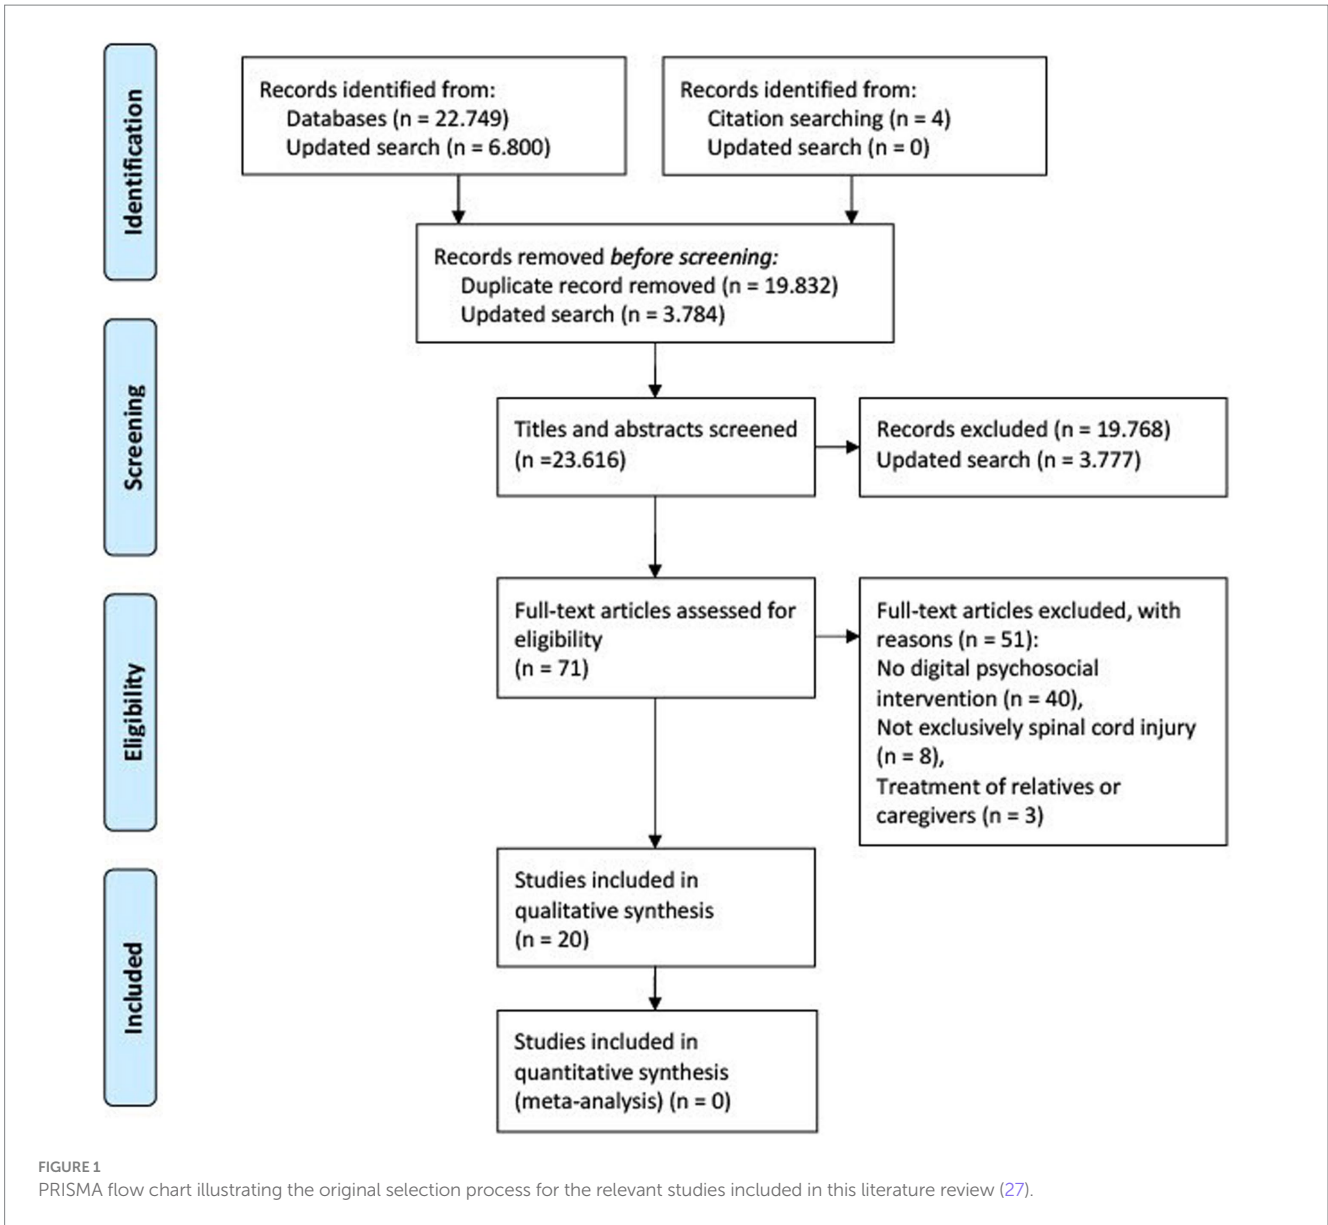 Identification
Records identified from:
Databases (n = 22.749)
Updated search (n = 6.800)
Records identified from:
Citation searching (n = 4)
Updated search (n = 0)
Records removed before screening:
Duplicate record removed (n = 19.832)
Updated search (n = 3.784)
Screening
Titles and abstracts screened
(n =23.616)
Records excluded (n = 19.768)
Updated search (n = 3.777)
Eligibility
Full-text articles assessed for
eligibility
(n = 71)
Full-text articles excluded, with
reasons (n = 51):
No digital psychosocial
intervention (n = 40),
Not exclusively spinal cord injury
(n = 8),
Treatment of relatives or
caregivers (n = 3)
Included
Studies included in
qualitative synthesis
(n = 20)
Studies included in
quantitative synthesis
(meta-analysis) (n = 0)
FIGURE 1
PRISMA flow chart illustrating the original selection process for the relevant studies included in this literature review (27).